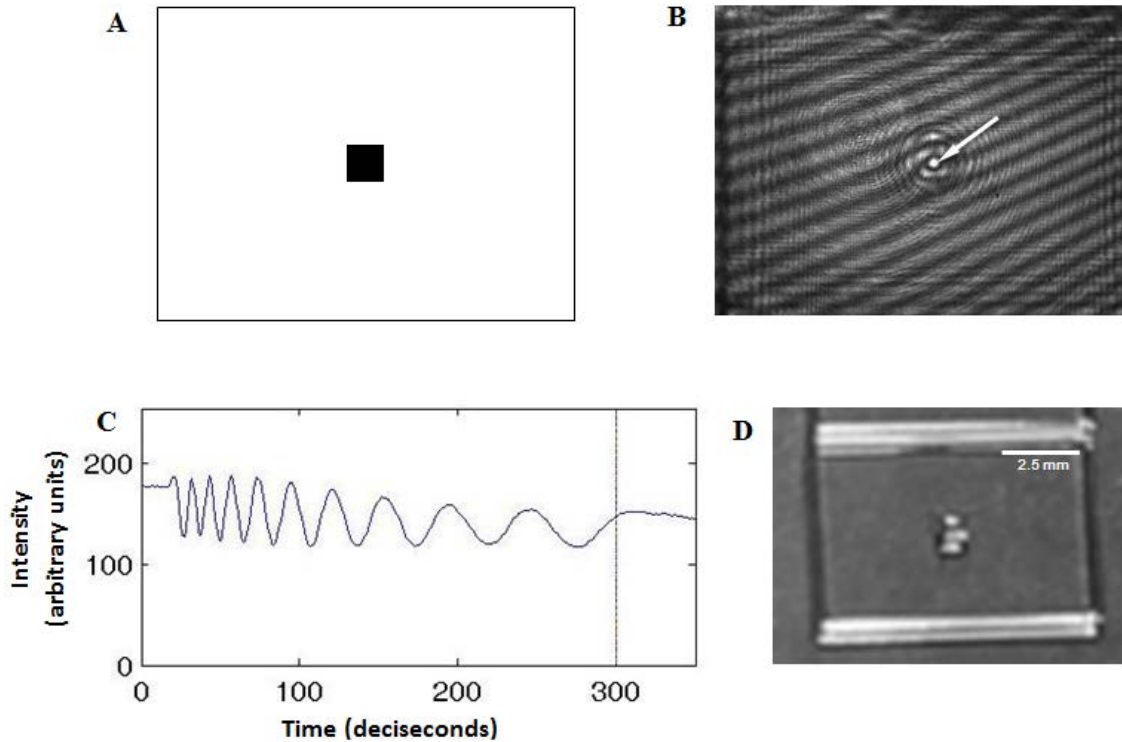 A
B
C
200
100
0
Intensity
(arbitrary units)
0
100
200
300
Time (deciseconds)
D
2.5 mm